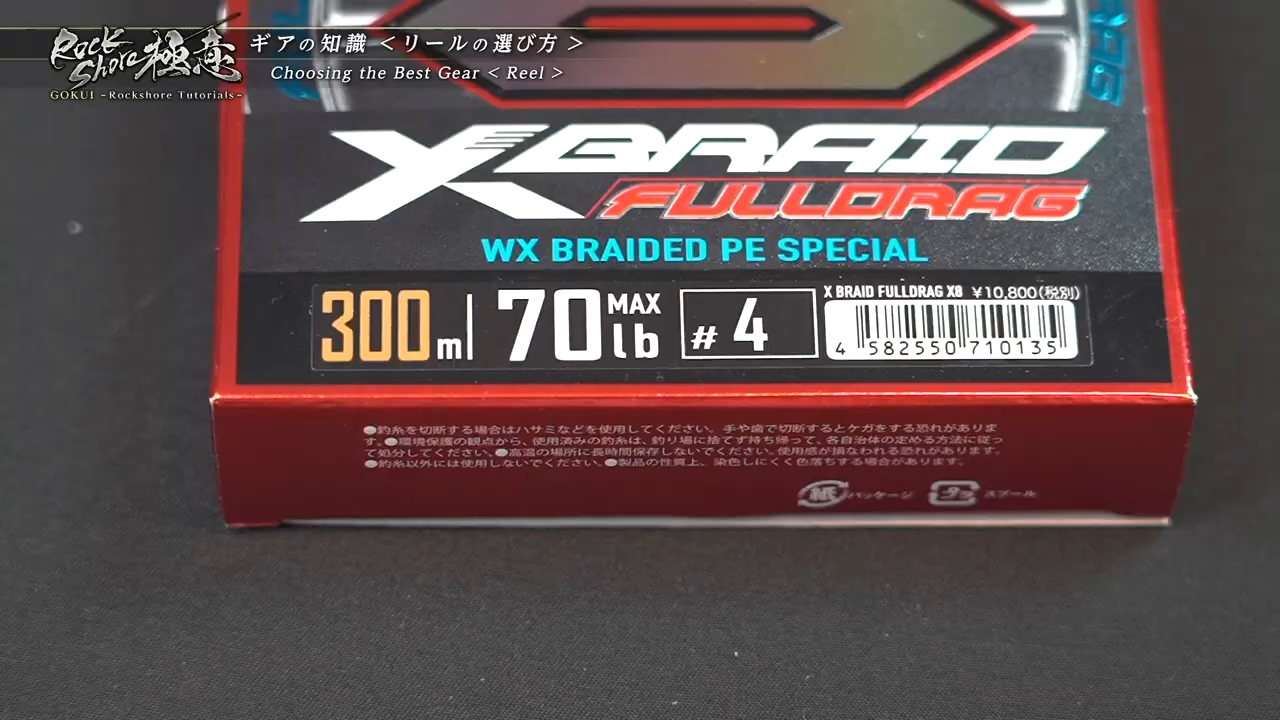 Rock Shore 極意
GOKUI -Rockshore Tutorials-
ギアの知識 < リールの選び方 >
Choosing the Best Gear < Reel >
X BRAID
FULLDRAG
WX BRAIDED PE SPECIAL
300m 70lb MAX #4
X BRAID FULLDRAG X8 ¥10,800(税別)
4 582550 710135
●釣糸を切断する場合はハサミなどを使用してください。手や歯で切断するとケガをする恐れがありま
す。●環境保護の観点から、使用済みの釣糸は、釣り場に捨てず持ち帰って、各自治体の定める方法に従っ
て処分してください。●高温の場所に長時間保存しないでください。使用感が損なわれる恐れがあります。
●釣糸以外には使用しないでください。●製品の性質上、染色しにくく色落ちする場合があります。
紙 パッケージ プラ スプール